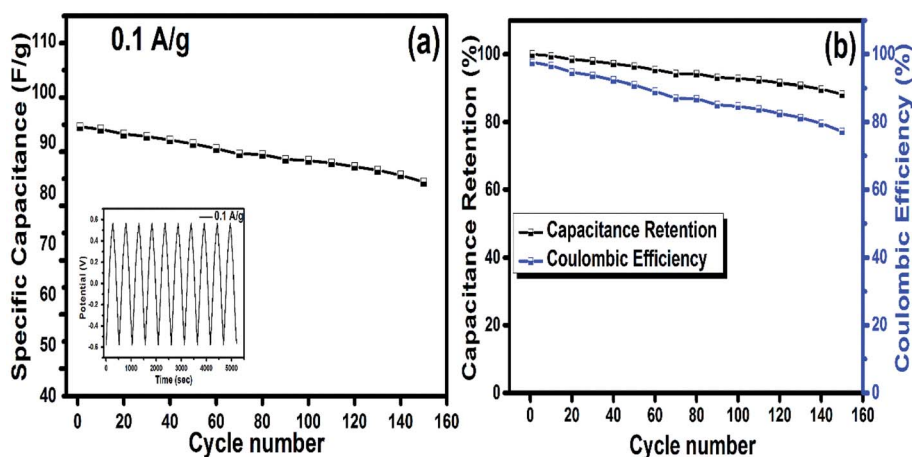 0.1 A/g
(a)
110
100
90
80
70
60
50
40
Specific Capacitance (F/g)
0 20 40 60 80 100 120 140 160
Cycle number
0.1 A/g
0.6
0.4
0.2
0.0
-0.2
-0.4
-0.6
Potential (V)
0 1000 2000 3000 4000 5000
Time (sec)
(b)
100
80
60
40
20
0
Capacitance Retention (%)
Capacitance Retention
Coulombic Efficiency
100
80
60
40
20
0
Coulombic Efficiency (%)
0 20 40 60 80 100 120 140 160
Cycle number